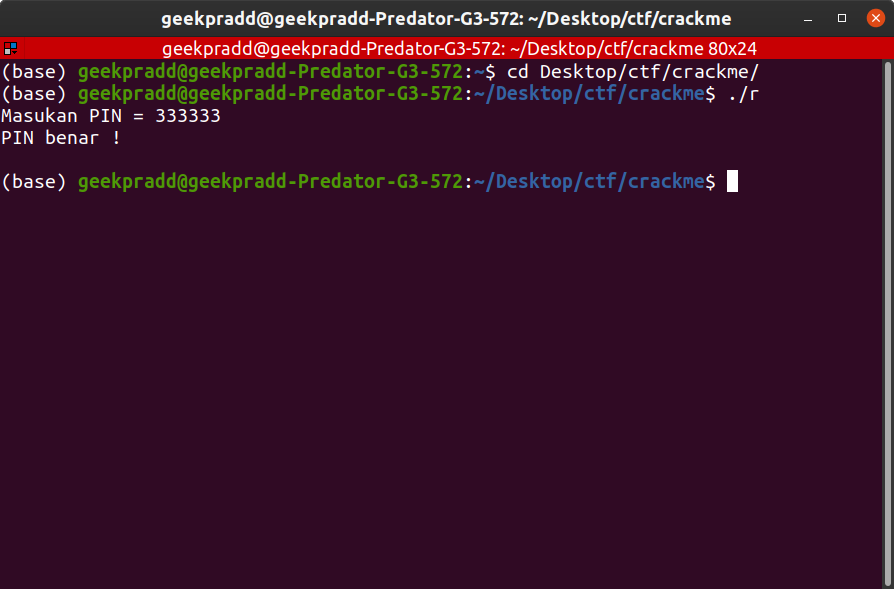 geekpradd@geekpradd-Predator-G3-572: ~/Desktop/ctf/crackme
geekpradd@geekpradd-Predator-G3-572: ~/Desktop/ctf/crackme 80x24
(base) geekpradd@geekpradd-Predator-G3-572:~$ cd Desktop/ctf/crackme/
(base) geekpradd@geekpradd-Predator-G3-572:~/Desktop/ctf/crackme$ ./r
Masukan PIN = 333333
PIN benar !
(base) geekpradd@geekpradd-Predator-G3-572:~/Desktop/ctf/crackme$